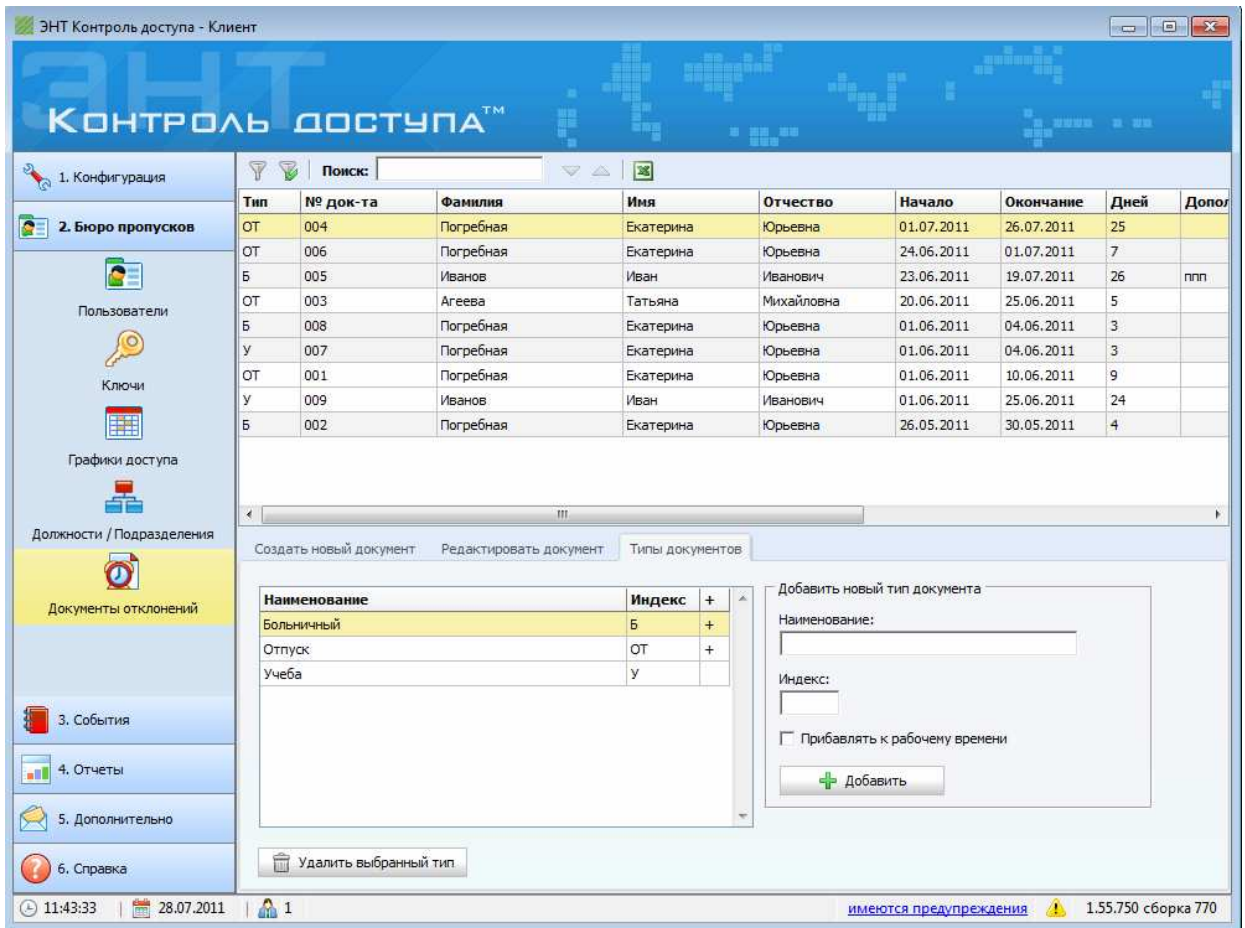 ЭНТ Контроль доступа - Клиент
ЭНТ
КОНТРОЛЬ ДОСТУПА™
1. Конфигурация
2. Бюро пропусков
Пользователи
Ключи
Графики доступа
Должности / Подразделения
Документы отклонений
3. События
4. Отчеты
5. Дополнительно
6. Справка
Поиск:
Тип № док-та Фамилия Имя Отчество Начало Окончание Дней Допол
ОТ 004 Погребная Екатерина Юрьевна 01.07.2011 26.07.2011 25
ОТ 006 Погребная Екатерина Юрьевна 24.06.2011 01.07.2011 7
Б 005 Иванов Иван Иванович 23.06.2011 19.07.2011 26 ппп
ОТ 003 Агеева Татьяна Михайловна 20.06.2011 25.06.2011 5
Б 008 Погребная Екатерина Юрьевна 01.06.2011 04.06.2011 3
У 007 Погребная Екатерина Юрьевна 01.06.2011 04.06.2011 3
ОТ 001 Погребная Екатерина Юрьевна 01.06.2011 10.06.2011 9
У 009 Иванов Иван Иванович 01.06.2011 25.06.2011 24
Б 002 Погребная Екатерина Юрьевна 26.05.2011 30.05.2011 4
Создать новый документ Редактировать документ Типы документов
Наименование Индекс +
Больничный Б +
Отпуск ОТ +
Учеба У
Удалить выбранный тип
Добавить новый тип документа
Наименование:
Индекс:
Прибавлять к рабочему времени
Добавить
11:43:33 28.07.2011 1 имеются предупреждения 1.55.750 сборка 770